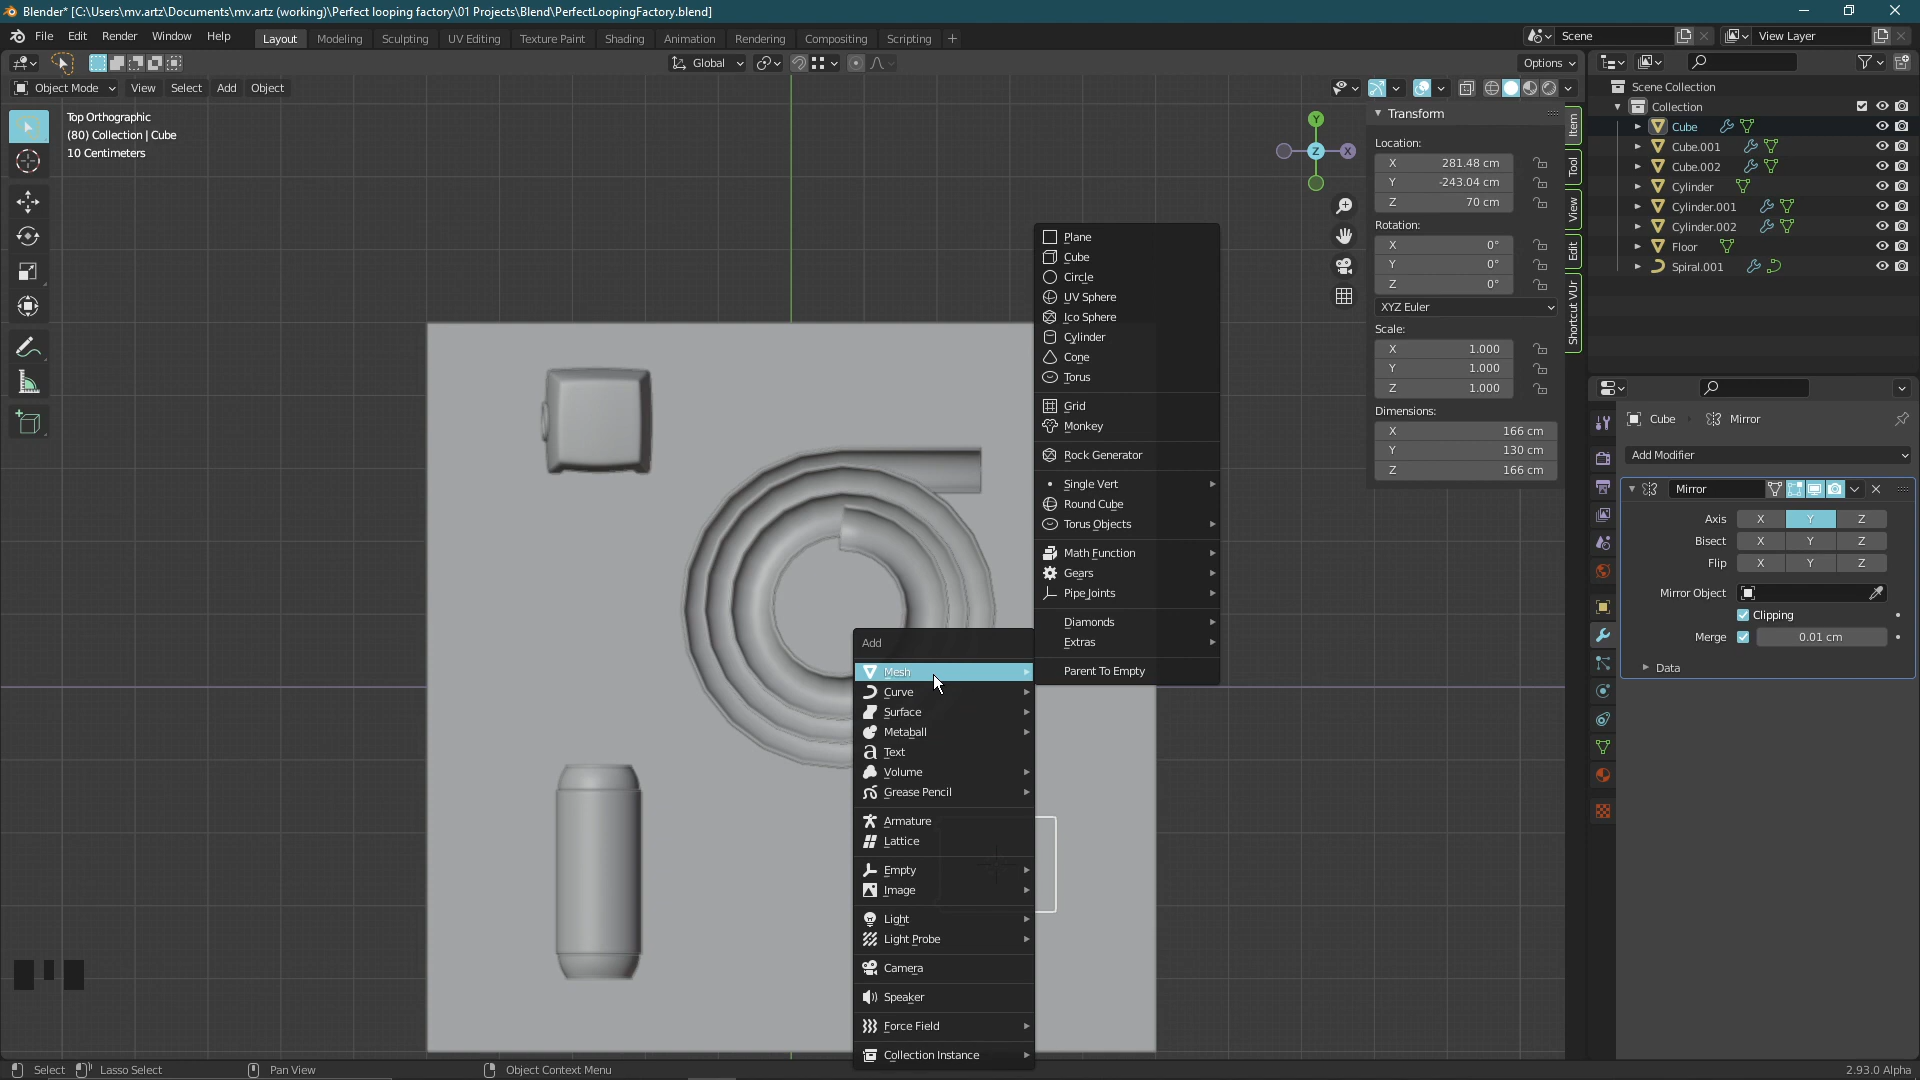 Blender* [C:\Users\mv.artz\Documents\mv.artz (working)\Perfect looping factory\01 Projects\Blend\PerfectLoopingFactory.blend]
File Edit Render Window Help Layout Modeling Sculpting UV Editing Texture Paint Shading Animation Rendering Compositing Scripting + Scene View Layer
Global Options
Object Mode View Select Add Object
Top Orthographic
(80) Collection | Cube
10 Centimeters
Y
Z
X
Transform
Location:
X 281.48 cm
Y -243.04 cm
Z 70 cm
Rotation:
X 0°
Y 0°
Z 0°
XYZ Euler
Scale:
X 1.000
Y 1.000
Z 1.000
Dimensions:
X 166 cm
Y 130 cm
Z 166 cm
Item
Tool
View
Edit
Shortcut VUr
Scene Collection
Collection
Cube
Cube.001
Cube.002
Cylinder
Cylinder.001
Cylinder.002
Floor
Spiral.001
Cube Mirror
Add Modifier
Mirror
Axis X Y Z
Bisect X Y Z
Flip X Y Z
Mirror Object
Clipping
Merge 0.01 cm
Data
Plane
Cube
Circle
UV Sphere
Ico Sphere
Cylinder
Cone
Torus
Grid
Monkey
Rock Generator
Single Vert
Round Cube
Torus Objects
Math Function
Gears
Pipe Joints
Diamonds
Extras
Parent To Empty
Add
Mesh
Curve
Surface
Metaball
Text
Volume
Grease Pencil
Armature
Lattice
Empty
Image
Light
Light Probe
Camera
Speaker
Force Field
Collection Instance
Select Lasso Select Pan View Object Context Menu 2.93.0 Alpha